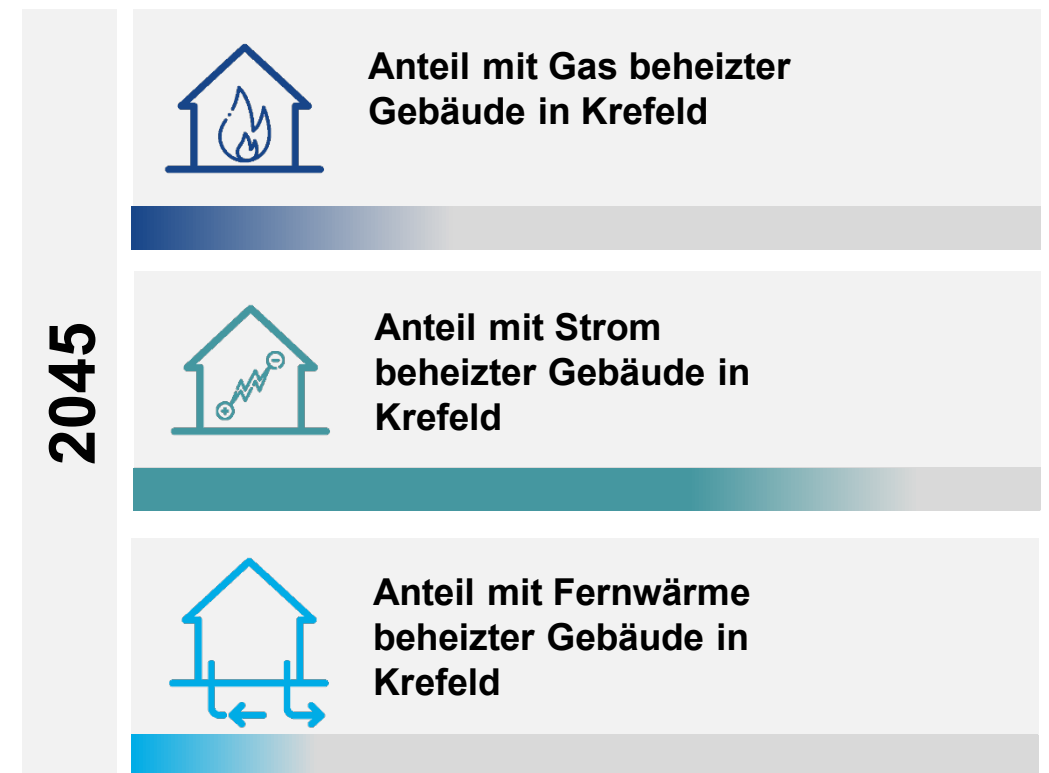 2045
Anteil mit Gas beheizter
Gebäude in Krefeld
Anteil mit Strom
beheizter Gebäude in
Krefeld
Anteil mit Fernwärme
beheizter Gebäude in
Krefeld